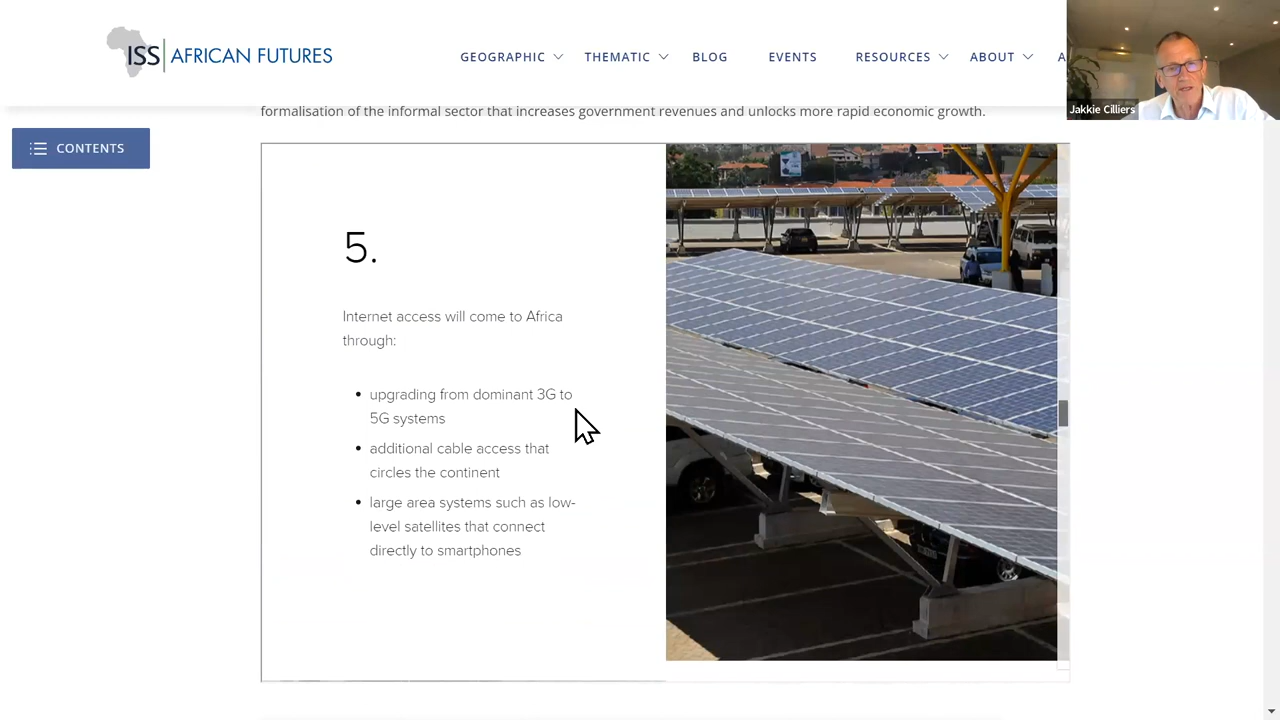 ISS AFRICAN FUTURES
GEOGRAPHIC THEMATIC BLOG EVENTS RESOURCES ABOUT A
Jakkie Cilliers
formalisation of the informal sector that increases government revenues and unlocks more rapid economic growth.
CONTENTS
5.
Internet access will come to Africa
through:
• upgrading from dominant 3G to
5G systems
• additional cable access that
circles the continent
• large area systems such as low-
level satellites that connect
directly to smartphones